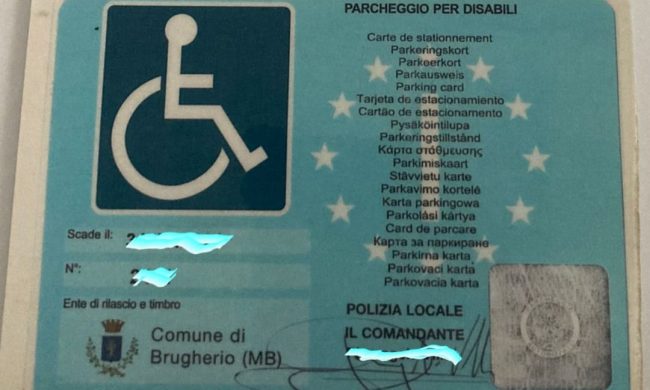 PARCHEGGIO PER DISABILI
Carte de stationnement
Parkeringskort
Parkeerkort
Parkausweis
Parking card
Tarjeta de estacionamiento
Cartão de estacionamento
Pysäköintilupa
Parkeringstillstånd
Κάρτα στάθμευσης
Parkimiskaart
Stāvvietu karte
Parkavimo kortelė
Karta parkingowa
Parkolási kártya
Card de parcare
Карта за паркиране
Parkirna karta
Parkovací karta
Parkovacia karta
Scade il:
N°:
Ente di rilascio e timbro
Comune di
Brugherio (MB)
POLIZIA LOCALE
IL COMANDANTE